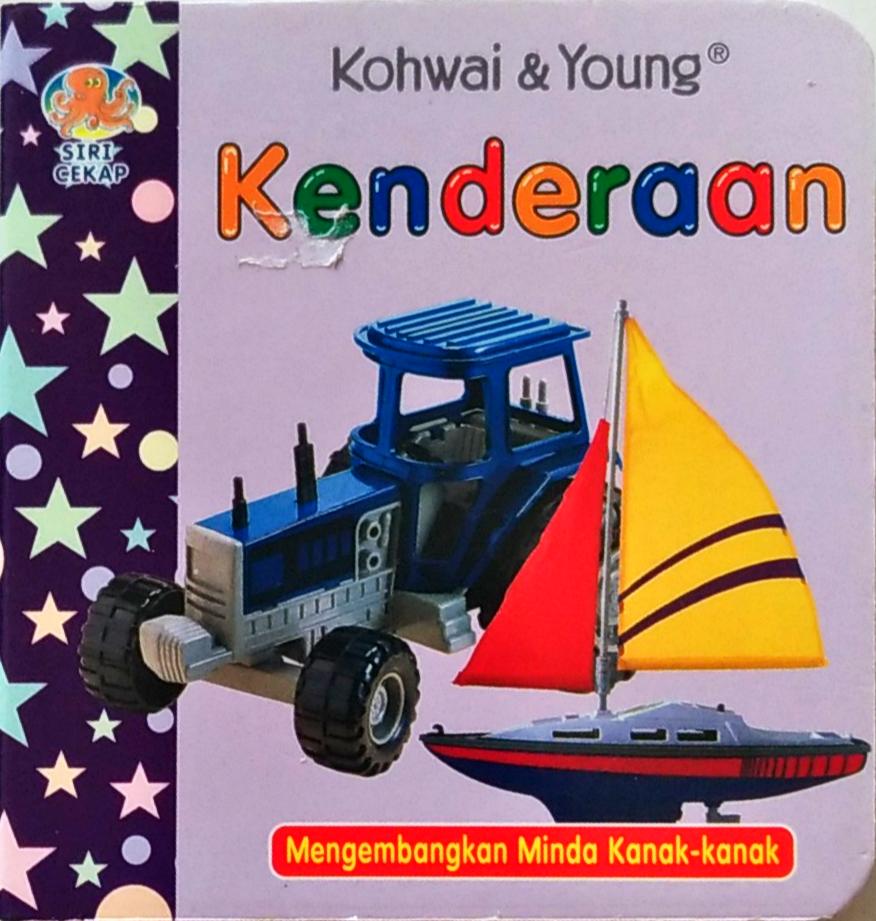 Kohwai & Young®
SIRI
CEKAP
Kenderaan
Mengembangkan Minda Kanak-kanak